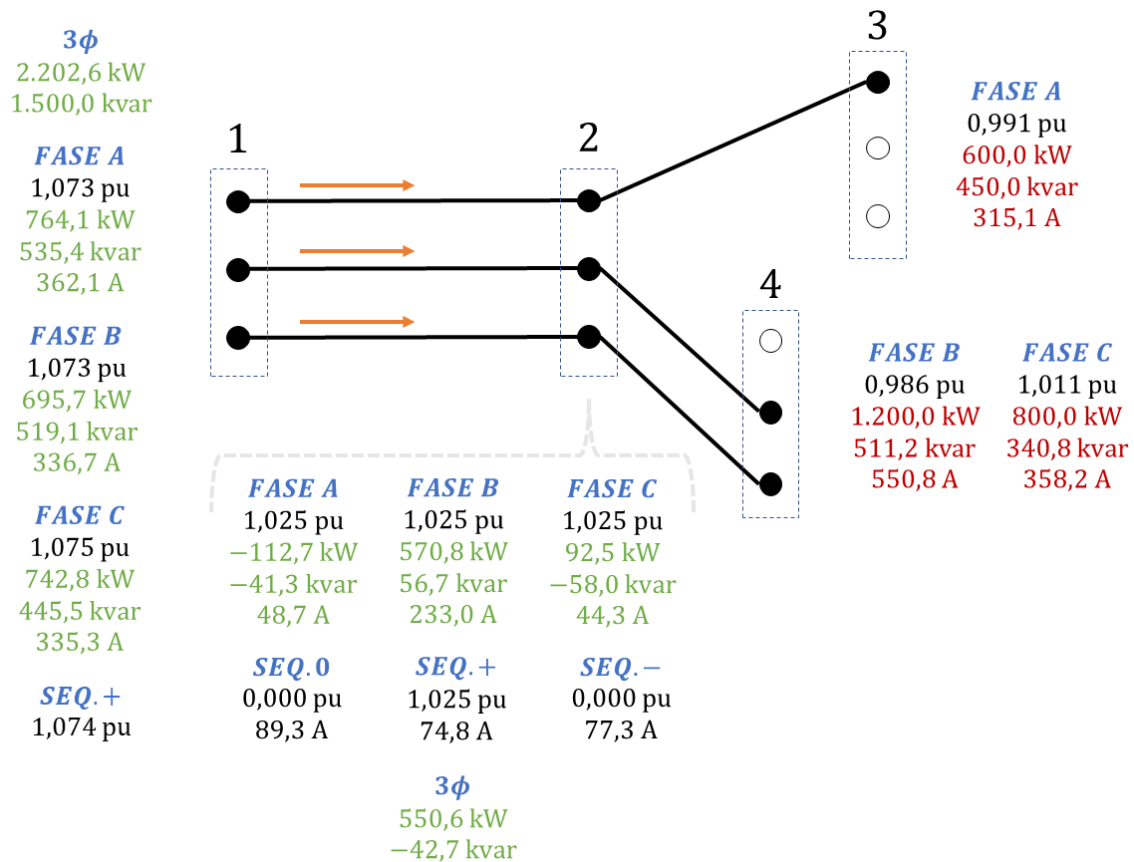 3ϕ
2.202,6 kW
1.500,0 kvar
FASE A
1,073 pu
764,1 kW
535,4 kvar
362,1 A
FASE B
1,073 pu
695,7 kW
519,1 kvar
336,7 A
FASE C
1,075 pu
742,8 kW
445,5 kvar
335,3 A
SEQ. +
1,074 pu
1
2
3
4
FASE A
0,991 pu
600,0 kW
450,0 kvar
315,1 A
FASE B
0,986 pu
1.200,0 kW
511,2 kvar
550,8 A
FASE C
1,011 pu
800,0 kW
340,8 kvar
358,2 A
FASE A
1,025 pu
−112,7 kW
−41,3 kvar
48,7 A
FASE B
1,025 pu
570,8 kW
56,7 kvar
233,0 A
FASE C
1,025 pu
92,5 kW
−58,0 kvar
44,3 A
SEQ. 0
0,000 pu
89,3 A
SEQ. +
1,025 pu
74,8 A
SEQ. −
0,000 pu
77,3 A
3ϕ
550,6 kW
−42,7 kvar